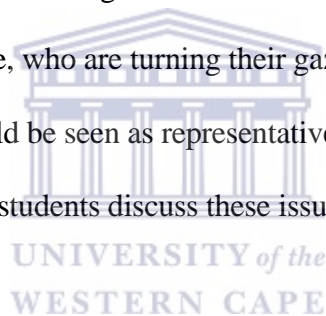 e, who are turning their gaz
ld be seen as representative
students discuss these issu
UNIVERSITY of the
WESTERN CAPE